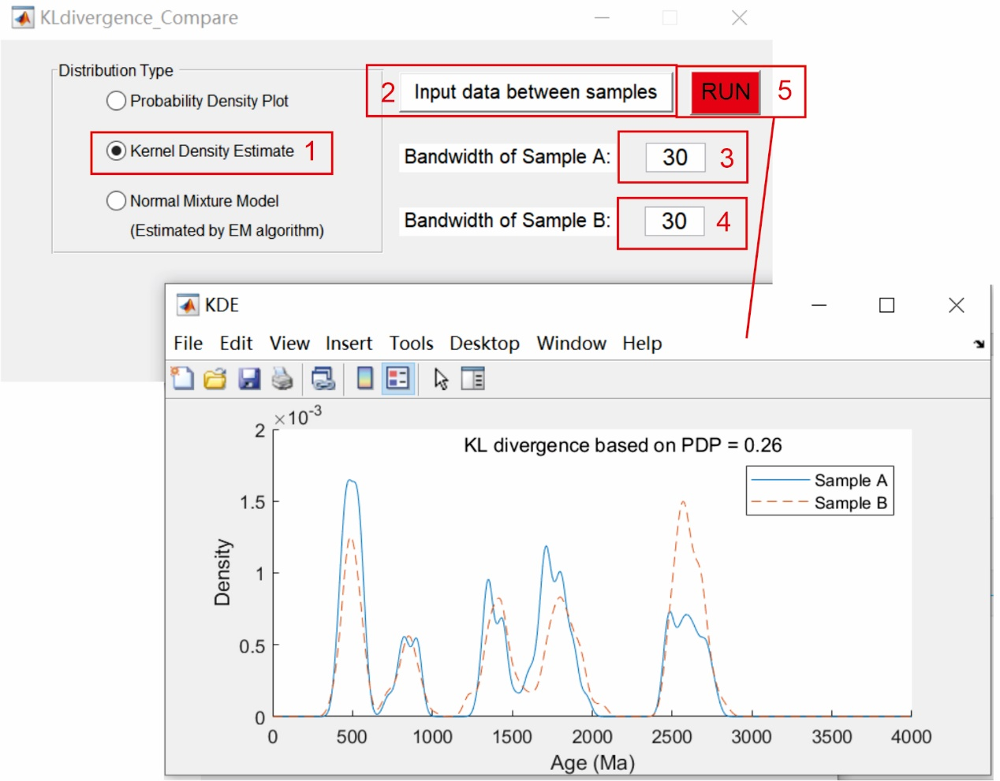 KLdivergence_Compare
Distribution Type
Probability Density Plot
Kernel Density Estimate 1
Normal Mixture Model
(Estimated by EM algorithm)
2 Input data between samples
RUN 5
Bandwidth of Sample A: 30 3
Bandwidth of Sample B: 30 4
KDE
File Edit View Insert Tools Desktop Window Help
×10-3
KL divergence based on PDP = 0.26
Sample A
Sample B
2
1.5
1
0.5
0
Density
0 500 1000 1500 2000 2500 3000 3500 4000
Age (Ma)